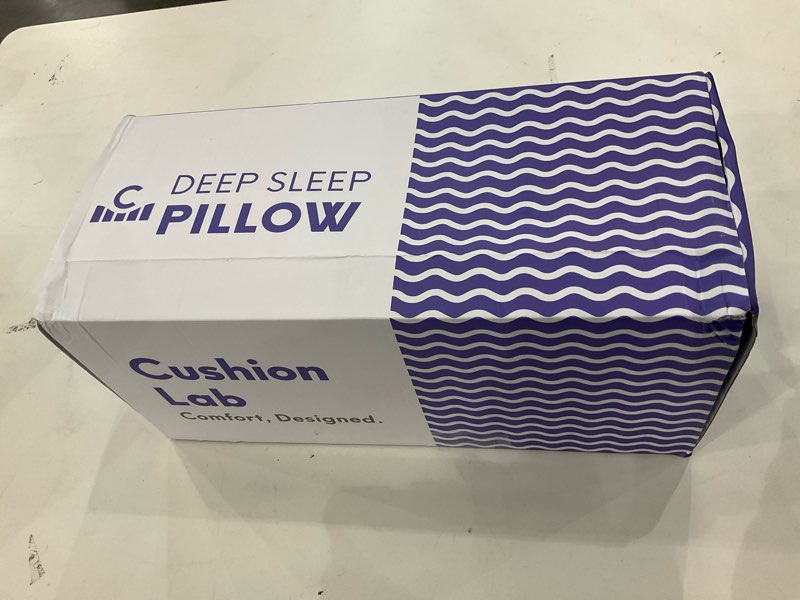 C
DEEP SLEEP
PILLOW
Cushion
Lab
Comfort, Designed.